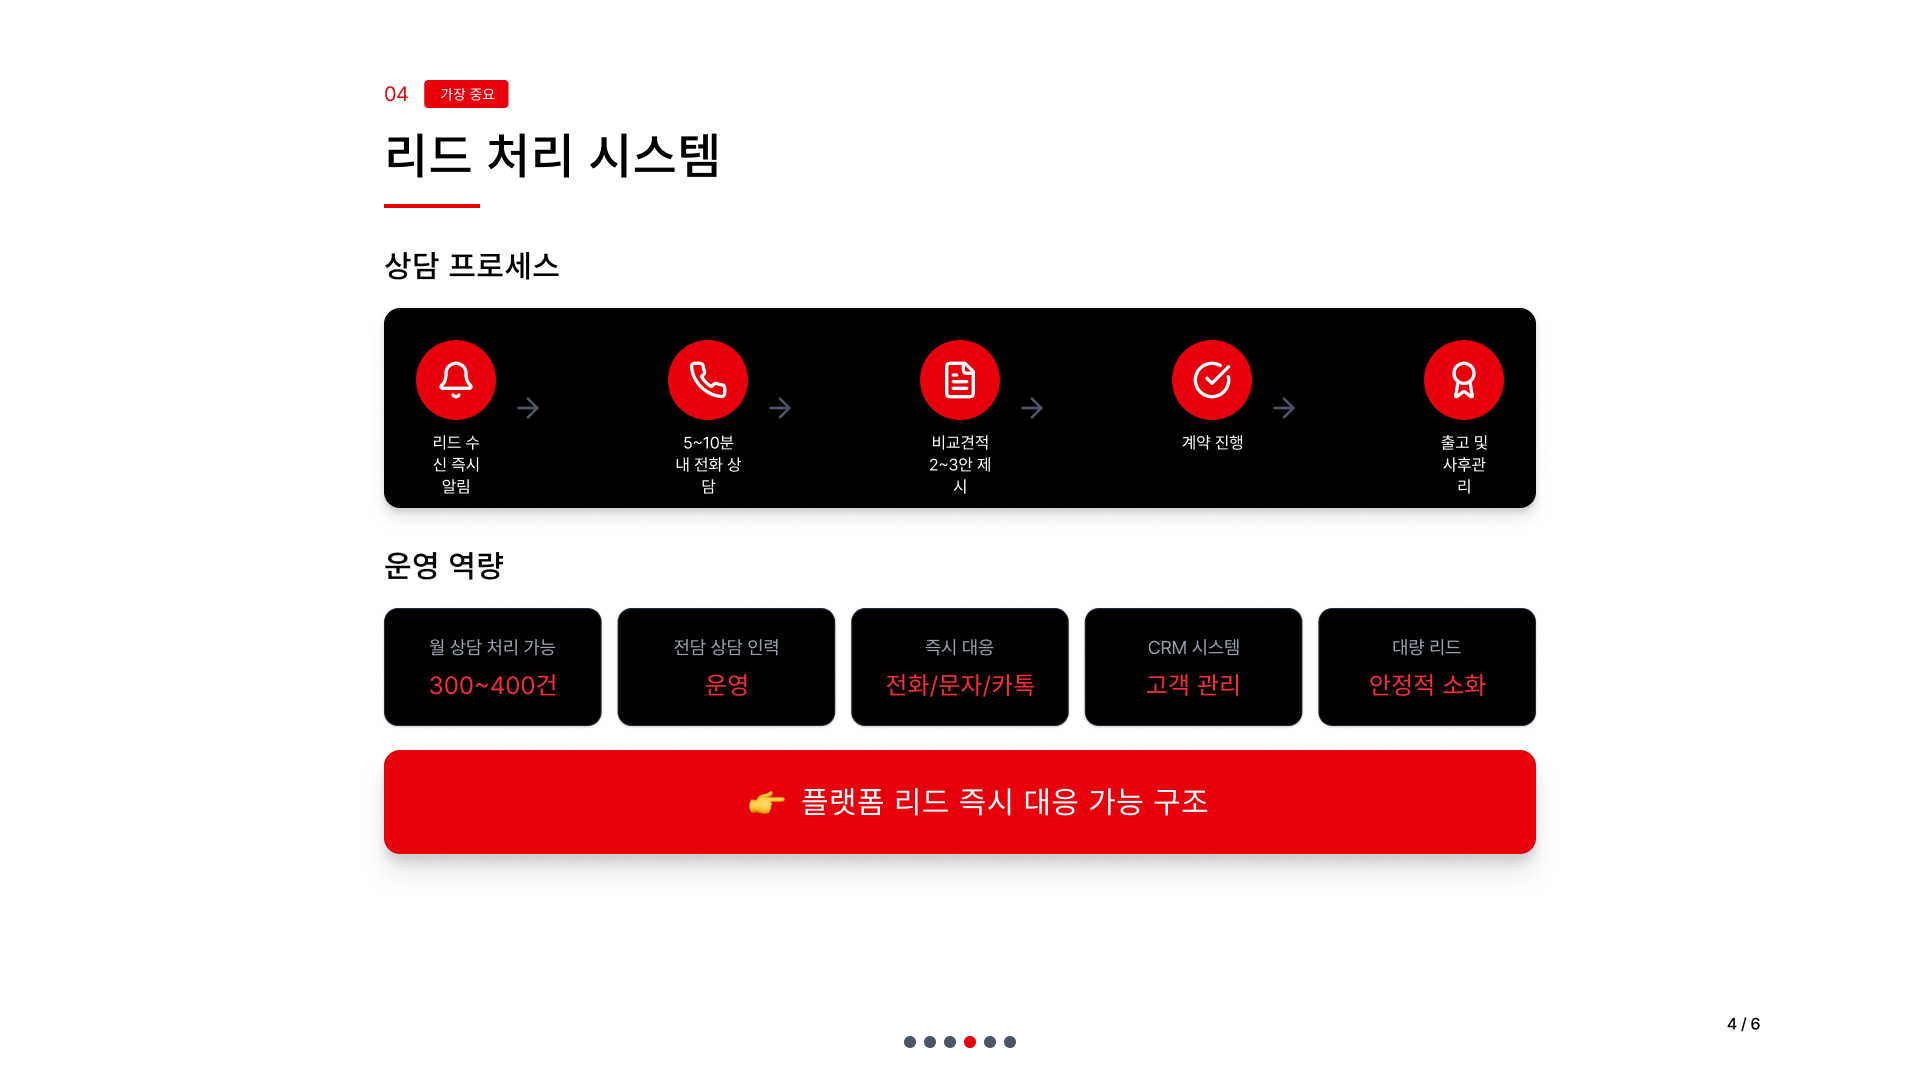 04
가장 중요
리드 처리 시스템
상담 프로세스
리드 수
신 즉시
알림
5~10분
내 전화 상
담
비교견적
2~3안 제
시
계약 진행
출고 및
사후관
리
운영 역량
월 상담 처리 가능
300~400건
전담 상담 인력
운영
즉시 대응
전화/문자/카톡
CRM 시스템
고객 관리
대량 리드
안정적 소화
👉 플랫폼 리드 즉시 대응 가능 구조
4 / 6